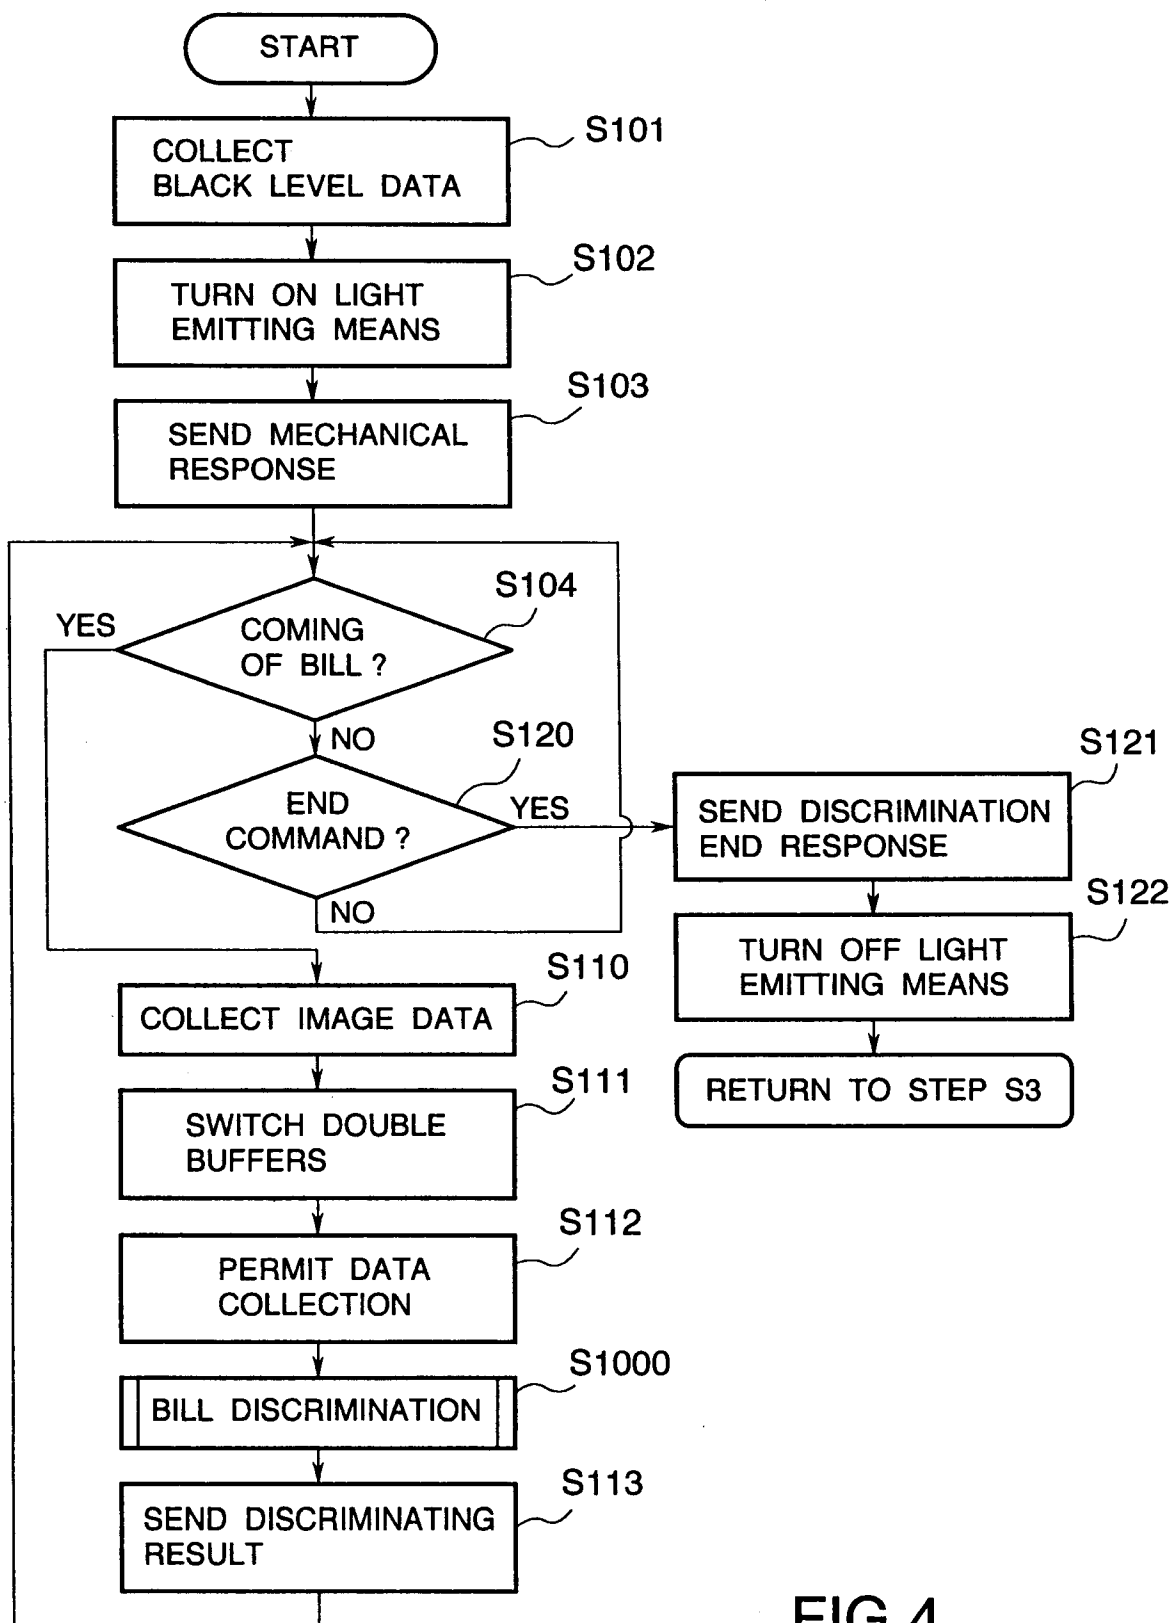 START
S101
COLLECT
BLACK LEVEL DATA
S102
TURN ON LIGHT
EMITTING MEANS
S103
SEND MECHANICAL
RESPONSE
S104
YES
COMING
OF BILL ?
NO
S120
END
COMMAND ?
YES
NO
S121
SEND DISCRIMINATION
END RESPONSE
S122
TURN OFF LIGHT
EMITTING MEANS
RETURN TO STEP S3
S110
COLLECT IMAGE DATA
S111
SWITCH DOUBLE
BUFFERS
S112
PERMIT DATA
COLLECTION
S1000
BILL DISCRIMINATION
S113
SEND DISCRIMINATING
RESULT
FIG.4